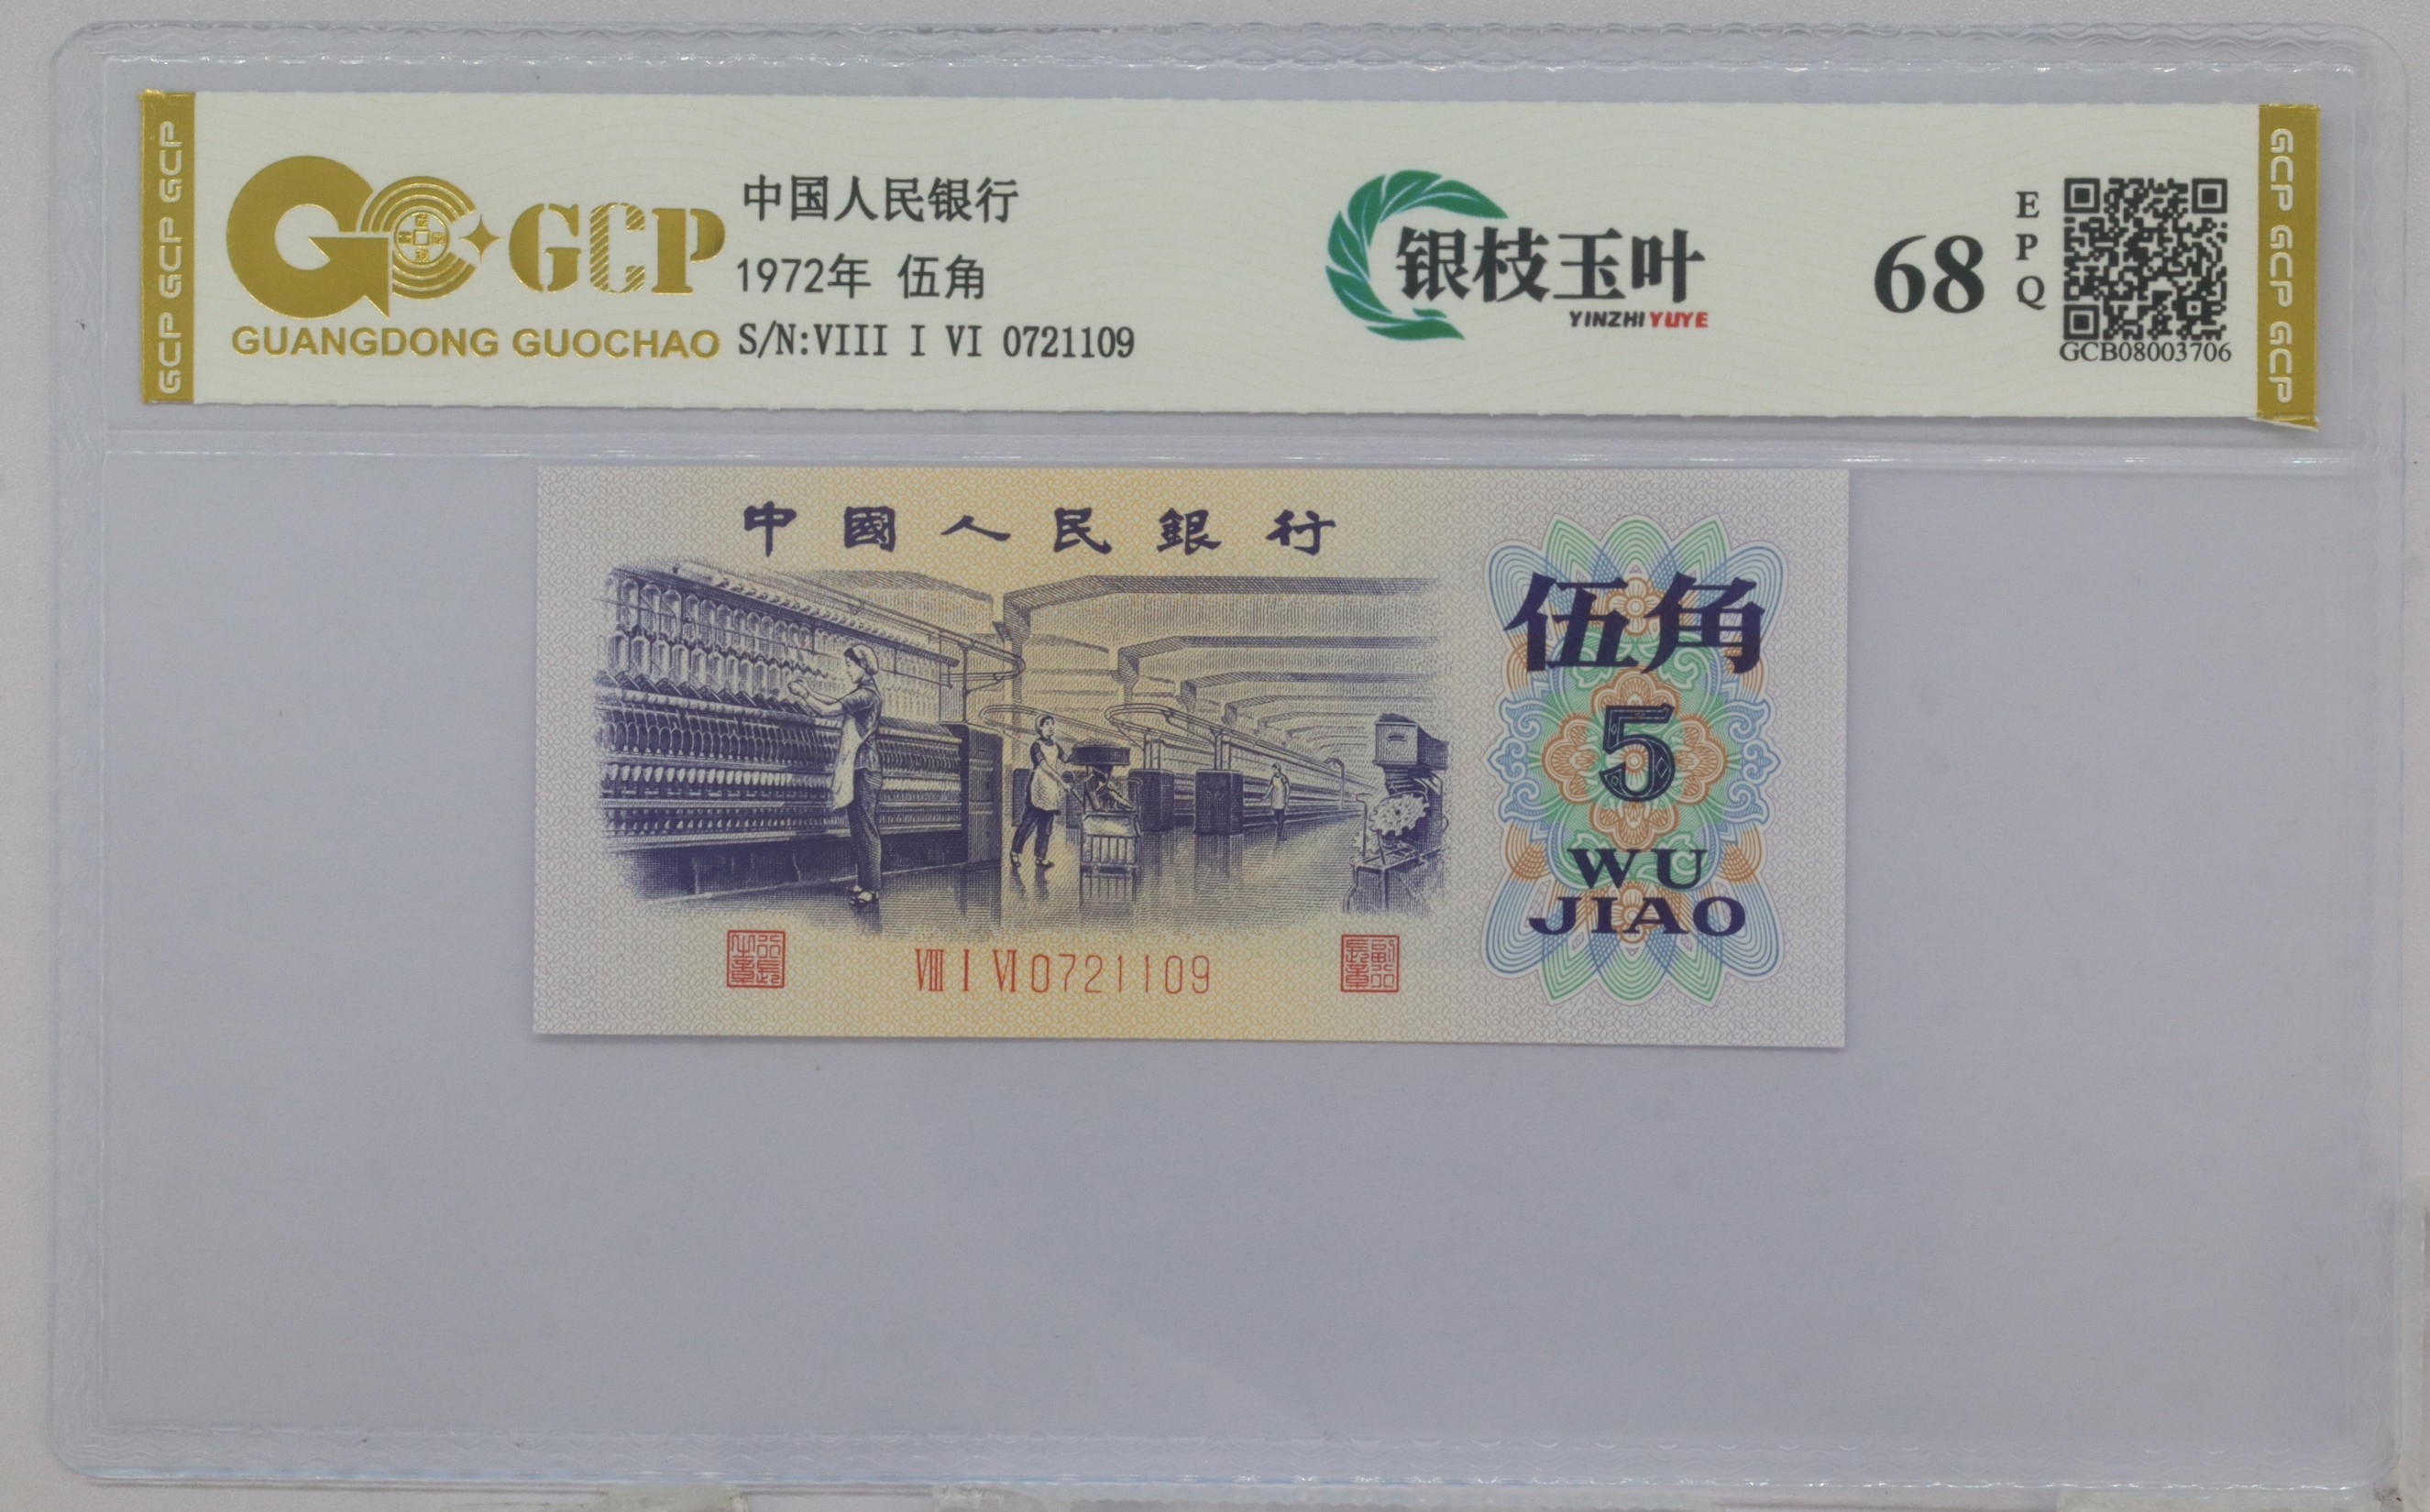 GCP GCP GCP
GCP
GUANGDONG GUOCHAO
中国人民银行
1972年 伍角
S/N:VIII I VI 0721109
银枝玉叶
YINZHI YUYE
68
EPQ
GCB08003706
GCP GCP GCP
中國人民銀行
伍角
5
WU
JIAO
VIII I VI 0721109